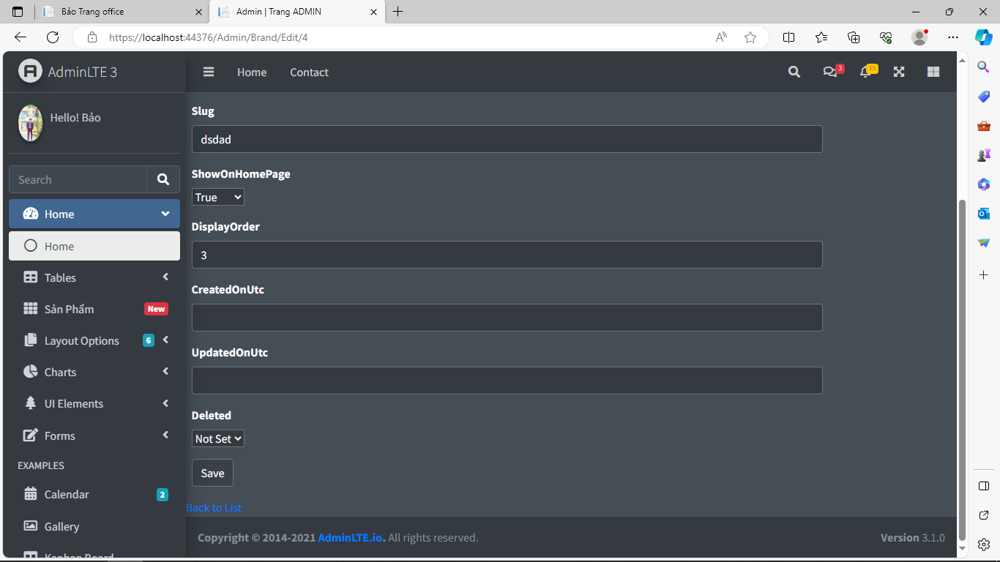 Bảo Trang office
Admin | Trang ADMIN
https://localhost:44376/Admin/Brand/Edit/4
AdminLTE 3
Home
Contact
3
15
Hello! Bảo
Search
Home
Home
Tables
Sản Phẩm
New
Layout Options
6
Charts
UI Elements
Forms
EXAMPLES
Calendar
2
Gallery
Kanban Board
Slug
dsdad
ShowOnHomePage
True
DisplayOrder
3
CreatedOnUtc
UpdatedOnUtc
Deleted
Not Set
Save
Back to List
Copyright © 2014-2021 AdminLTE.io. All rights reserved.
Version 3.1.0